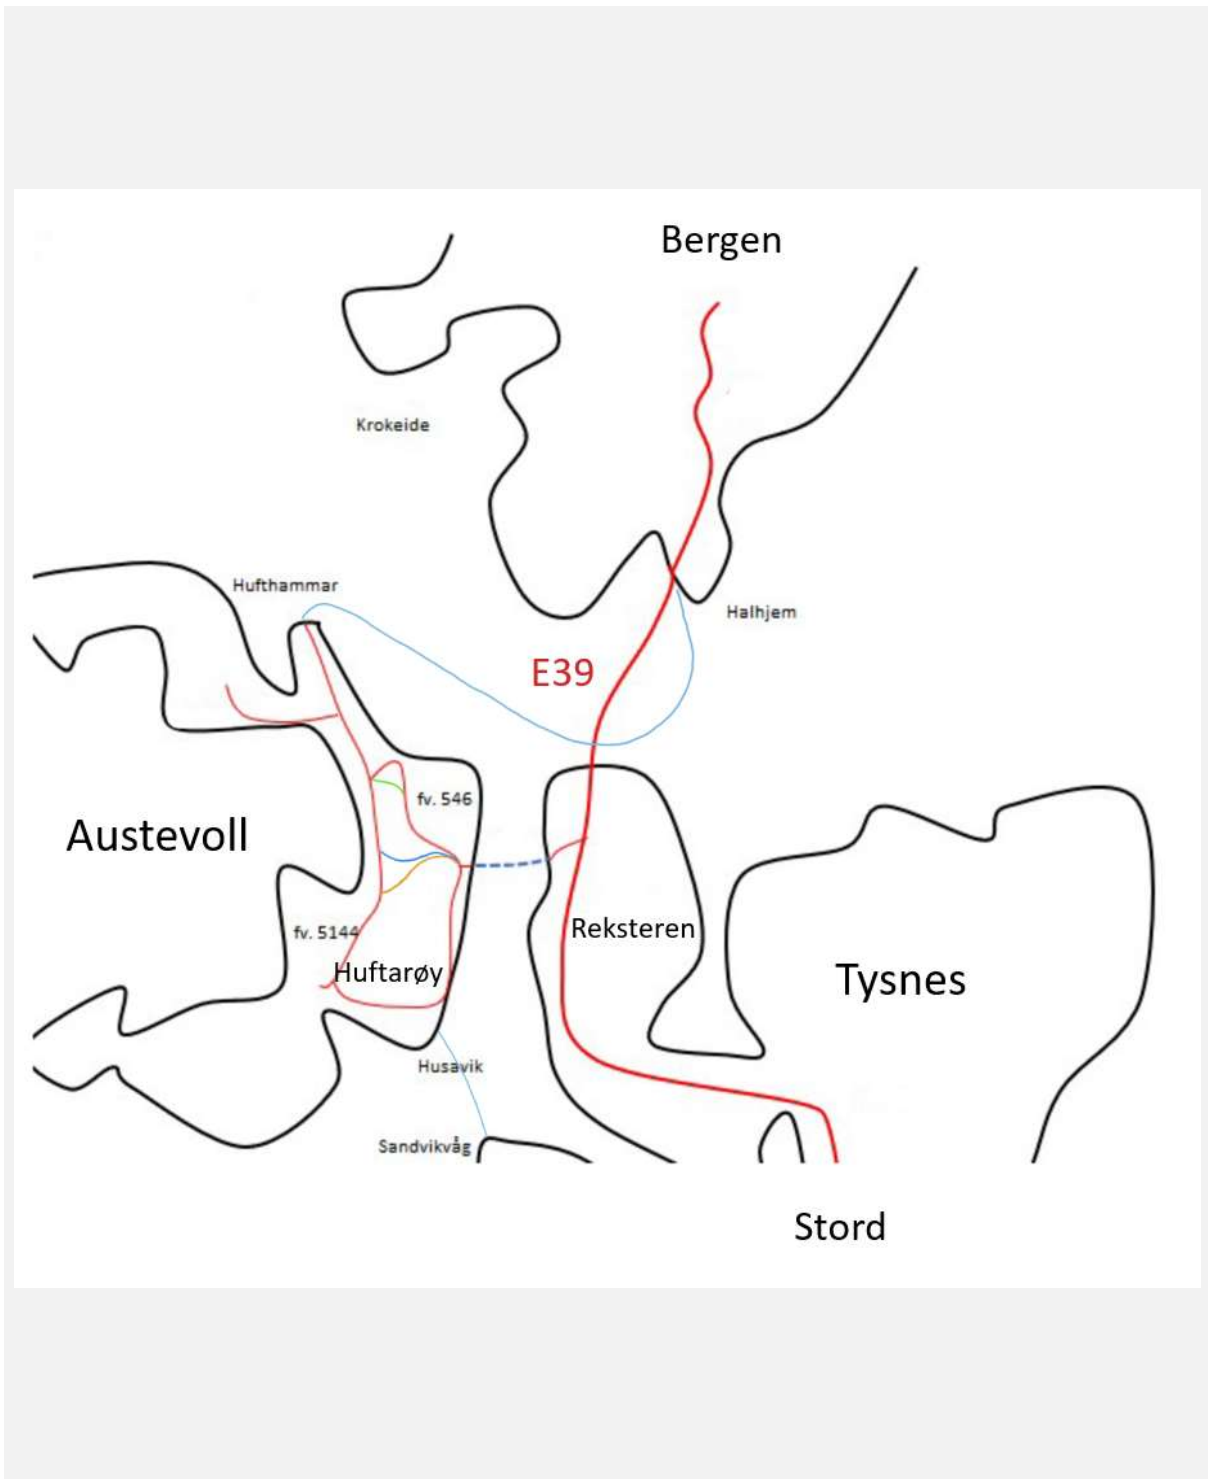 Bergen
Krokeide
Hufthammar
Halhjem
E39
fv. 546
Austevoll
fv. 5144
Reksteren
Huftarøy
Tysnes
Husavik
Sandvikvåg
Stord